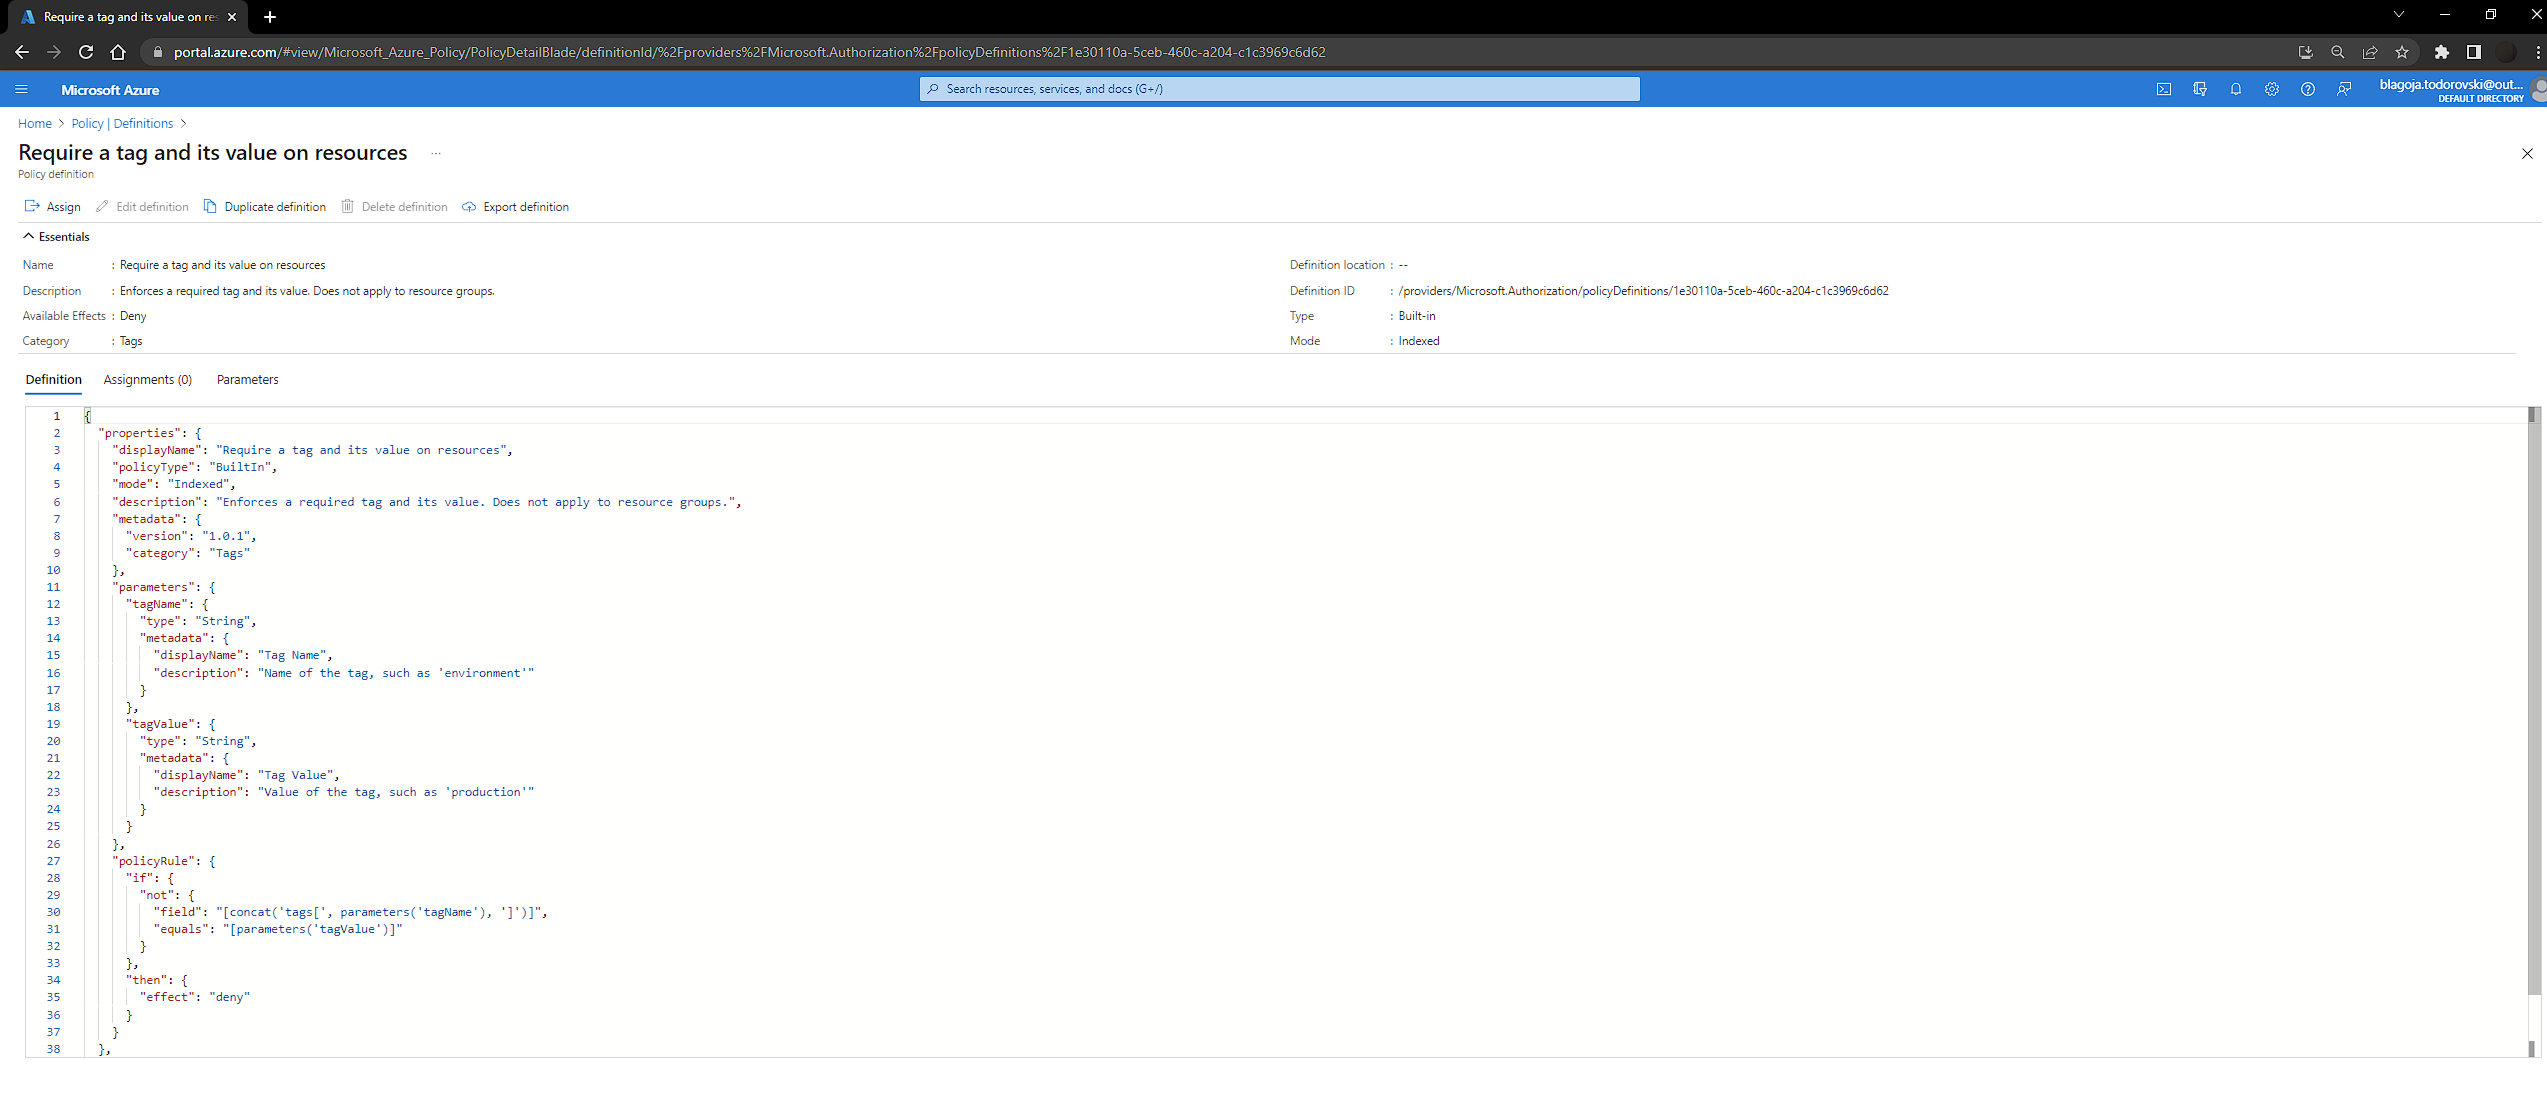 Require a tag and its value on res
portal.azure.com/#view/Microsoft_Azure_Policy/PolicyDetailBlade/definitionId/%2Fproviders%2FMicrosoft.Authorization%2FpolicyDefinitions%2F1e30110a-5ceb-460c-a204-c1c3969c6d62
Microsoft Azure
Search resources, services, and docs (G+/)
blagoja.todorovski@out...
DEFAULT DIRECTORY
Home > Policy | Definitions >
Require a tag and its value on resources ...
Policy definition
Assign Edit definition Duplicate definition Delete definition Export definition
Essentials
Name : Require a tag and its value on resources
Description : Enforces a required tag and its value. Does not apply to resource groups.
Available Effects : Deny
Category : Tags
Definition location : --
Definition ID : /providers/Microsoft.Authorization/policyDefinitions/1e30110a-5ceb-460c-a204-c1c3969c6d62
Type : Built-in
Mode : Indexed
Definition Assignments (0) Parameters
1 {
2 "properties": {
3 "displayName": "Require a tag and its value on resources",
4 "policyType": "BuiltIn",
5 "mode": "Indexed",
6 "description": "Enforces a required tag and its value. Does not apply to resource groups.",
7 "metadata": {
8 "version": "1.0.1",
9 "category": "Tags"
10 },
11 "parameters": {
12 "tagName": {
13 "type": "String",
14 "metadata": {
15 "displayName": "Tag Name",
16 "description": "Name of the tag, such as 'environment'"
17 }
18 },
19 "tagValue": {
20 "type": "String",
21 "metadata": {
22 "displayName": "Tag Value",
23 "description": "Value of the tag, such as 'production'"
24 }
25 }
26 },
27 "policyRule": {
28 "if": {
29 "not": {
30 "field": "[concat('tags[', parameters('tagName'), ']')]",
31 "equals": "[parameters('tagValue')]"
32 }
33 },
34 "then": {
35 "effect": "deny"
36 }
37 }
38 },